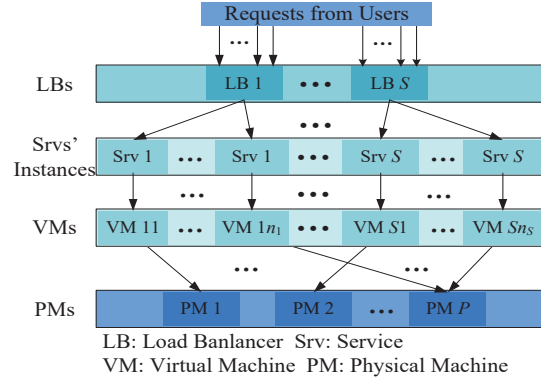 Requests from Users
... ...
LBs LB 1 ... LB S
...
Srvs' Instances Srv 1 ... Srv 1 ... Srv S ... Srv S
... ... ...
VMs VM 11 ... VM 1n₁ ... VM S1 ... VM Sn_S
... ...
PMs PM 1 PM 2 ... PM P
LB: Load Banlancer Srv: Service
VM: Virtual Machine PM: Physical Machine